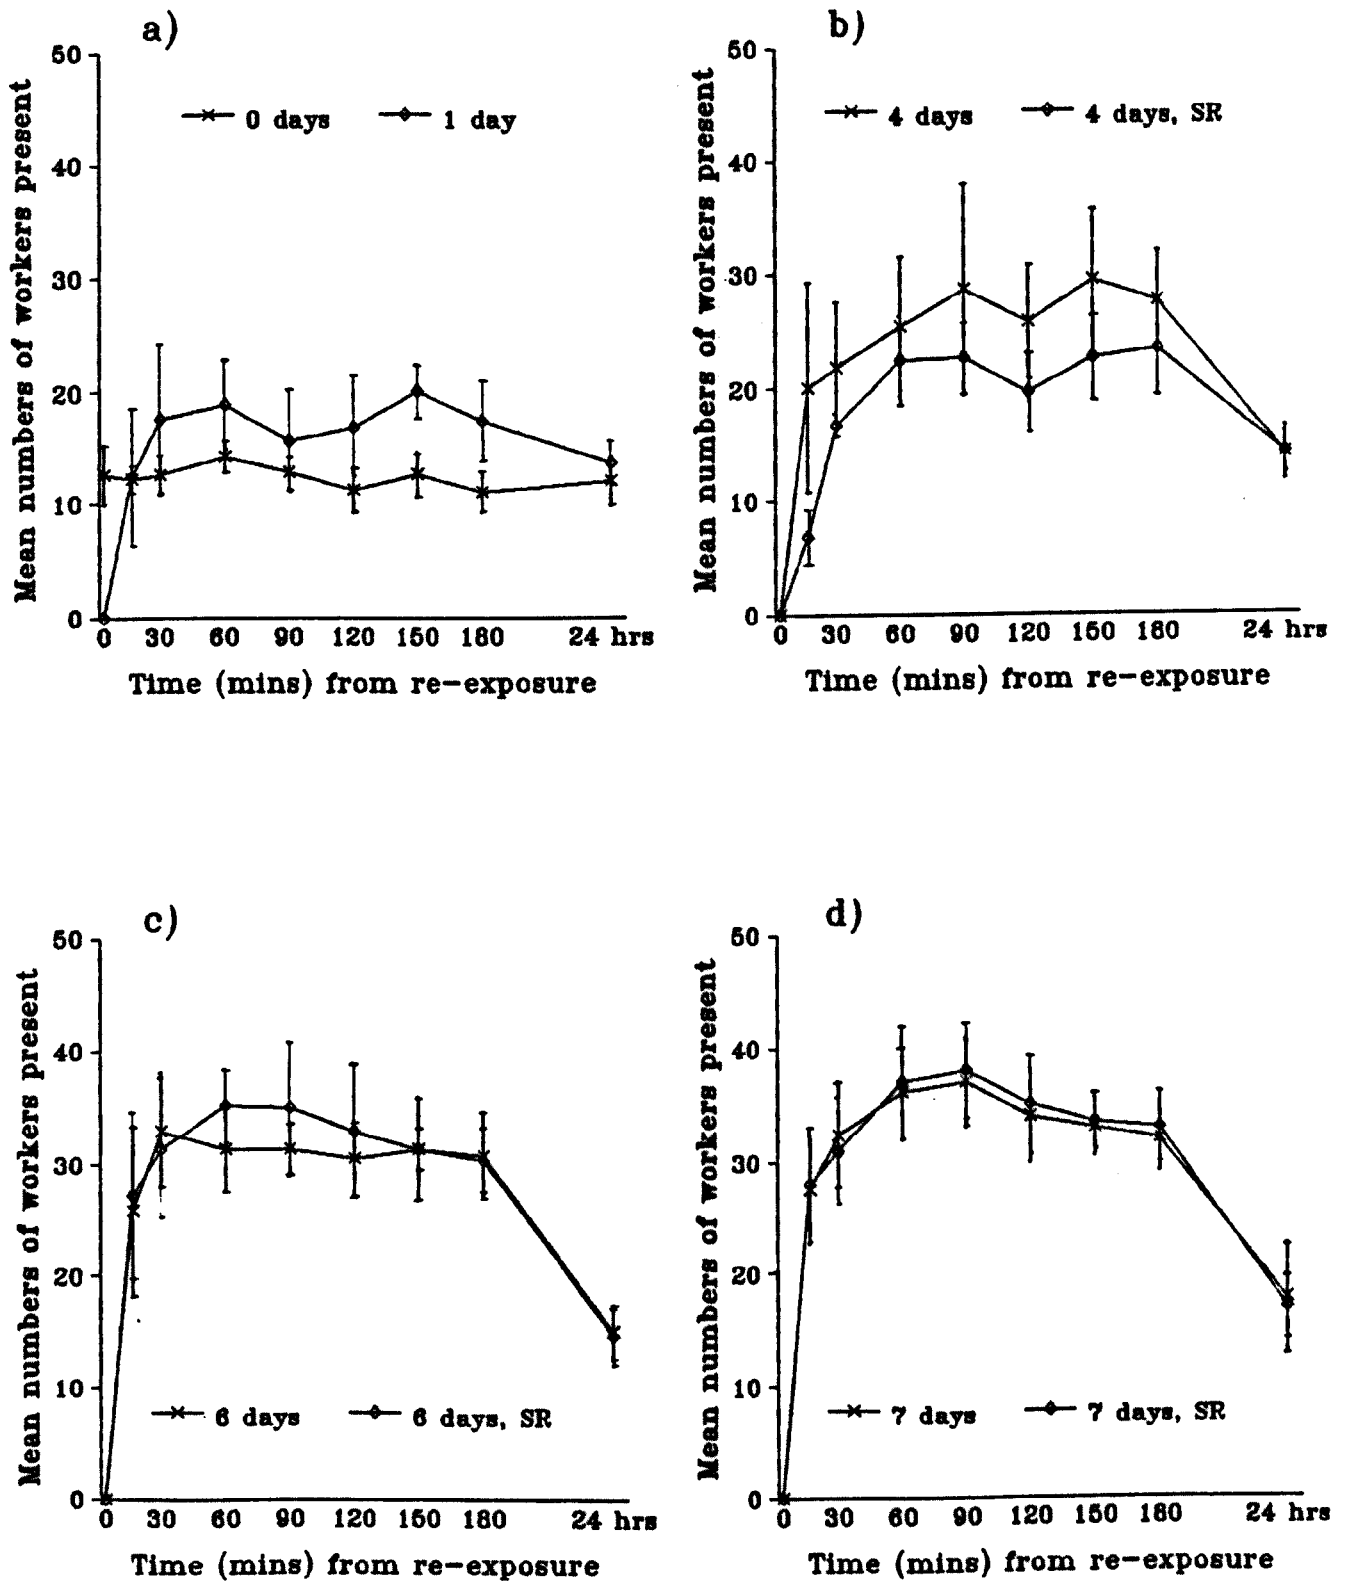 a)
Mean numbers of workers present
50
40
30
20
10
0
0 days 1 day
0 30 60 90 120 150 180 24 hrs
Time (mins) from re-exposure
b)
Mean numbers of workers present
50
40
30
20
10
0
4 days 4 days, SR
0 30 60 90 120 150 180 24 hrs
Time (mins) from re-exposure
c)
Mean numbers of workers present
50
40
30
20
10
0
6 days 6 days, SR
0 30 60 90 120 150 180 24 hrs
Time (mins) from re-exposure
d)
Mean numbers of workers present
50
40
30
20
10
0
7 days 7 days, SR
0 30 60 90 120 150 180 24 hrs
Time (mins) from re-exposure